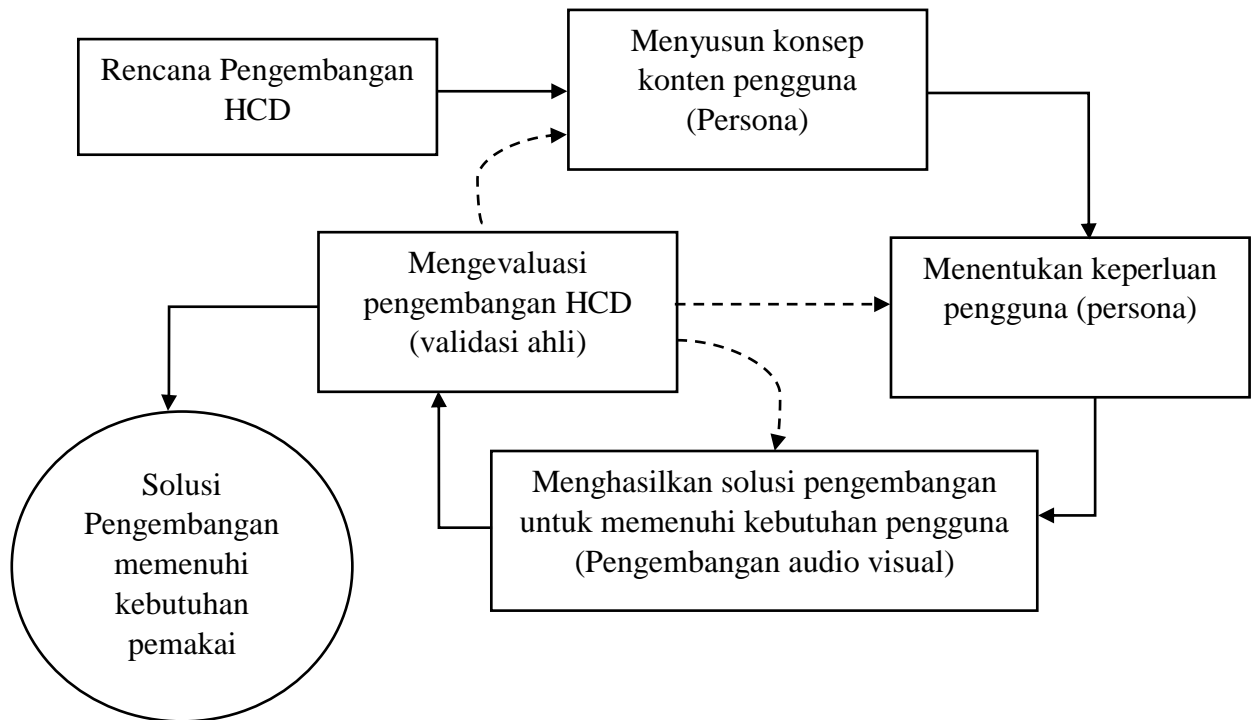 Rencana Pengembangan
HCD
Menyusun konsep
konten pengguna
(Persona)
Mengevaluasi
pengembangan HCD
(validasi ahli)
Menentukan keperluan
pengguna (persona)
Menghasilkan solusi pengembangan
untuk memenuhi kebutuhan pengguna
(Pengembangan audio visual)
Solusi
Pengembangan
memenuhi
kebutuhan
pemakai